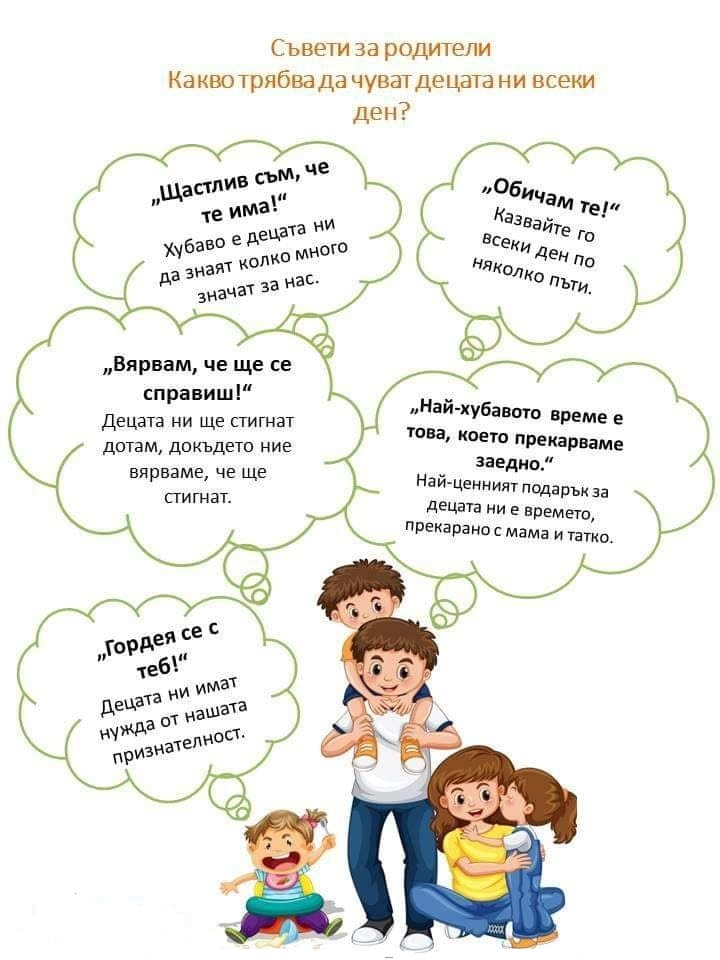 Съвети за родители
Какво трябва да чуват децата ни всеки
ден?
„Щастлив съм, че
те има!“
Хубаво е децата ни
да знаят колко много
значат за нас.
„Обичам те!“
Казвайте го
всеки ден по
няколко пъти.
„Вярвам, че ще се
справиш!“
Децата ни ще стигнат
дотам, докъдето ние
вярваме, че ще
стигнат.
„Най-хубавото време е
това, което прекарваме
заедно.“
Най-ценният подарък за
децата ни е времето,
прекарано с мама и татко.
„Гордея се с
теб!“
Децата ни имат
нужда от нашата
признателност.